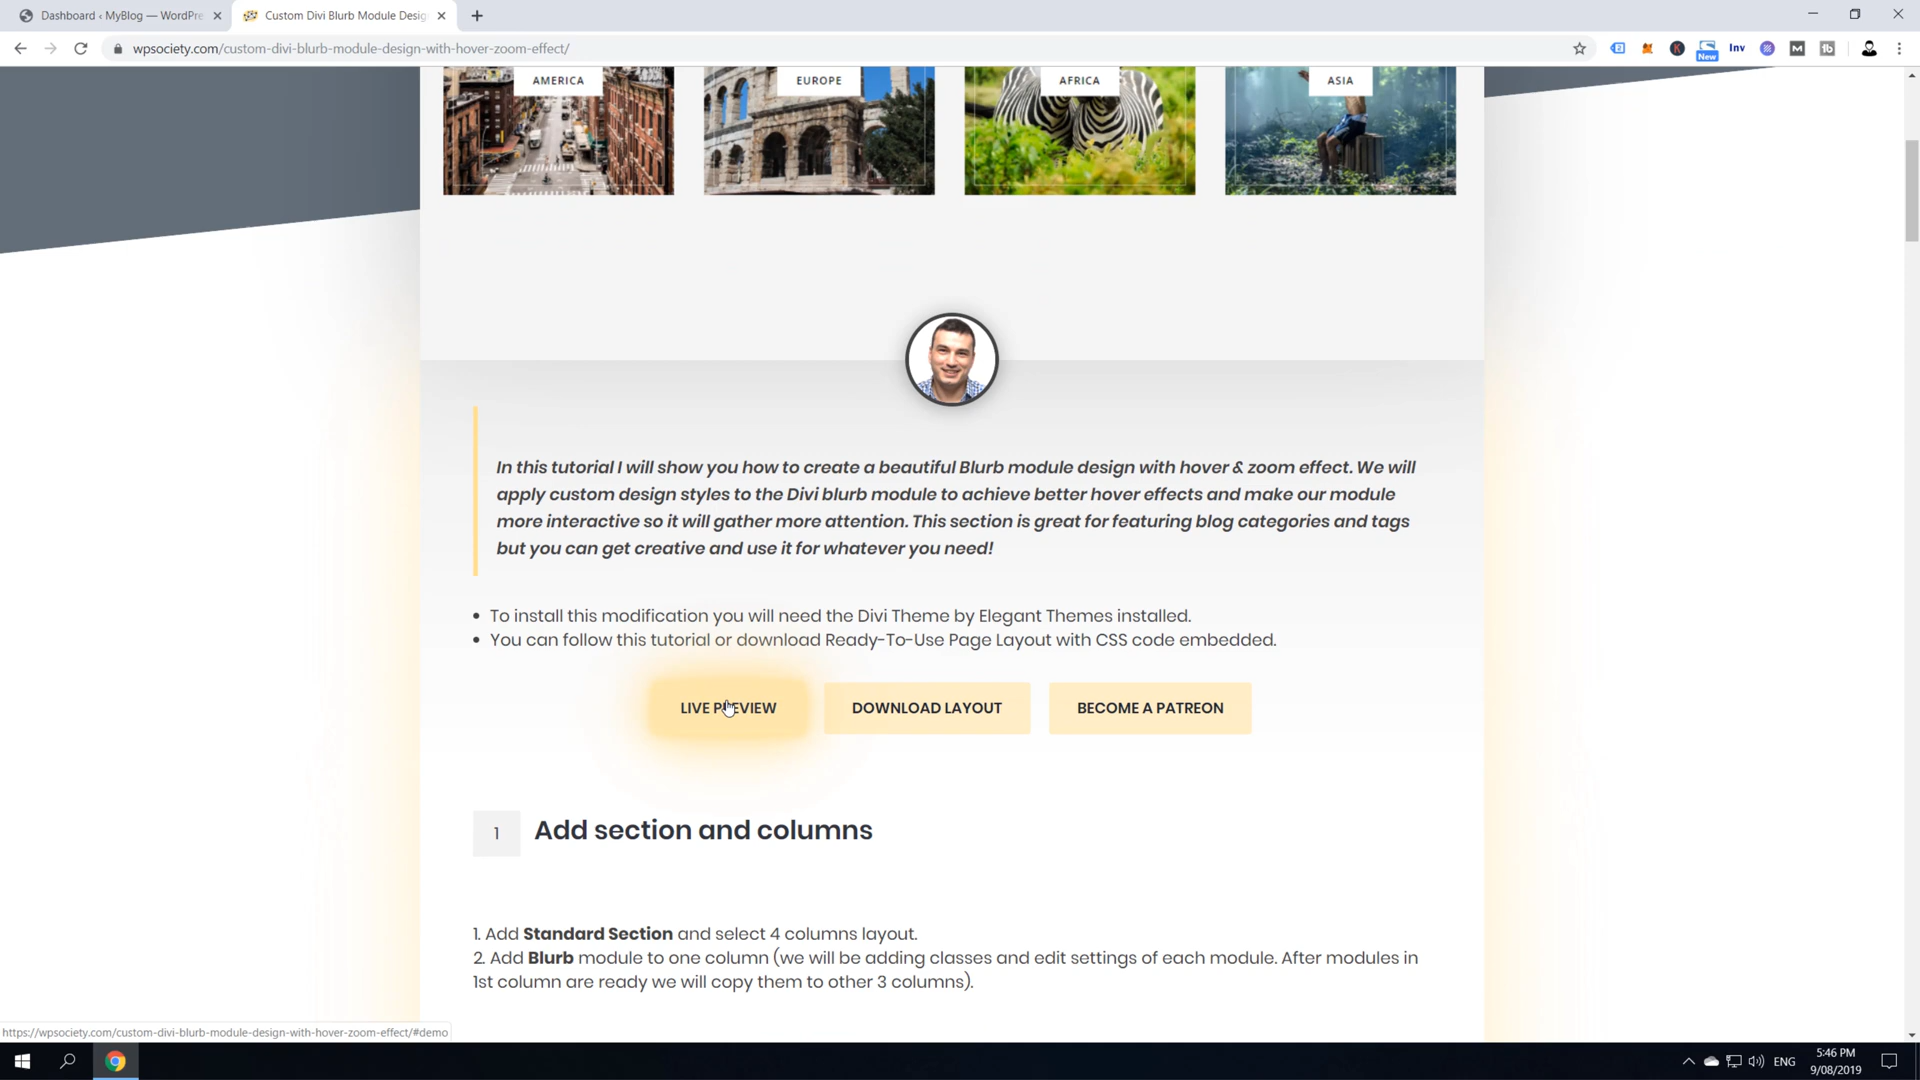 Dashboard ‹ MyBlog — WordPre
Custom Divi Blurb Module Desig
wpsociety.com/custom-divi-blurb-module-design-with-hover-zoom-effect/
Inv
New
AMERICA
EUROPE
AFRICA
ASIA
In this tutorial I will show you how to create a beautiful Blurb module design with hover & zoom effect. We will
apply custom design styles to the Divi blurb module to achieve better hover effects and make our module
more interactive so it will gather more attention. This section is great for featuring blog categories and tags
but you can get creative and use it for whatever you need!
• To install this modification you will need the Divi Theme by Elegant Themes installed.
• You can follow this tutorial or download Ready-To-Use Page Layout with CSS code embedded.
LIVE PREVIEW
DOWNLOAD LAYOUT
BECOME A PATREON
1 Add section and columns
1. Add Standard Section and select 4 columns layout.
2. Add Blurb module to one column (we will be adding classes and edit settings of each module. After modules in
1st column are ready we will copy them to other 3 columns).
https://wpsociety.com/custom-divi-blurb-module-design-with-hover-zoom-effect/#demo
ENG
5:46 PM
9/08/2019